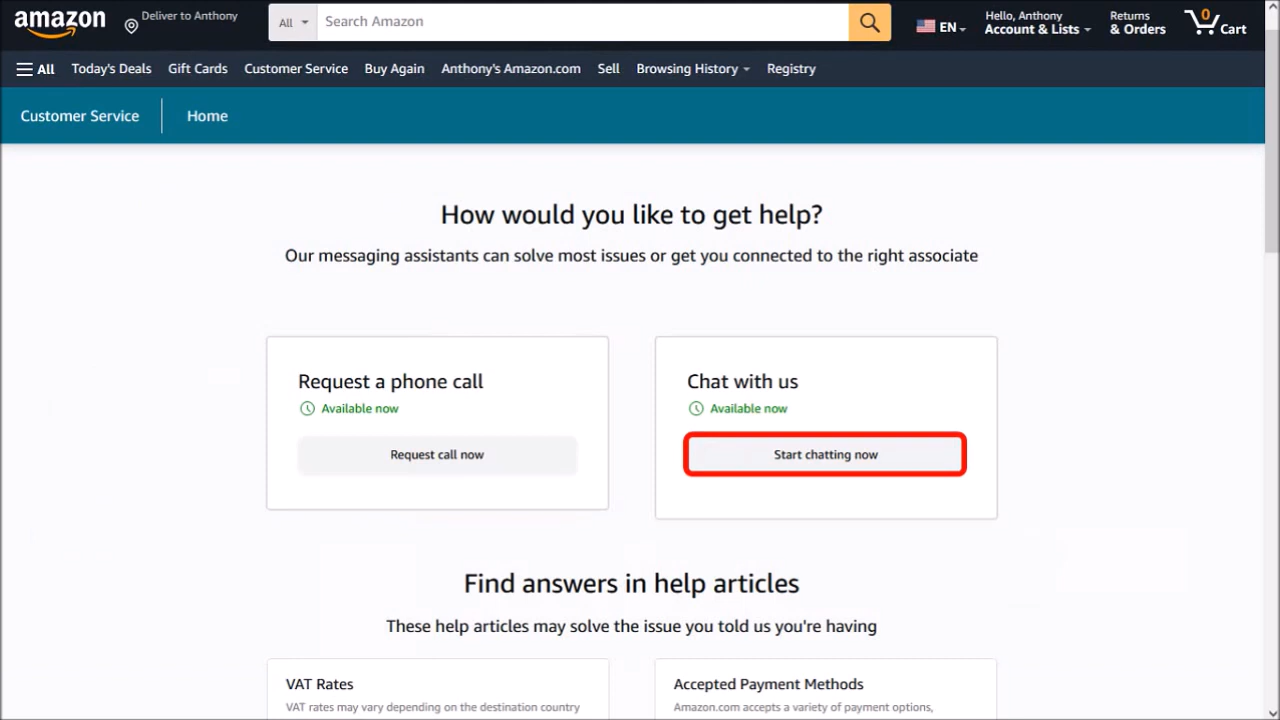 amazon
Deliver to Anthony
All
Search Amazon
EN
Hello, Anthony
Account & Lists
Returns
& Orders
0
Cart
All
Today's Deals
Gift Cards
Customer Service
Buy Again
Anthony's Amazon.com
Sell
Browsing History
Registry
Customer Service
Home
How would you like to get help?
Our messaging assistants can solve most issues or get you connected to the right associate
Request a phone call
Available now
Request call now
Chat with us
Available now
Start chatting now
Find answers in help articles
These help articles may solve the issue you told us you're having
VAT Rates
VAT rates may vary depending on the destination country
Accepted Payment Methods
Amazon.com accepts a variety of payment options,